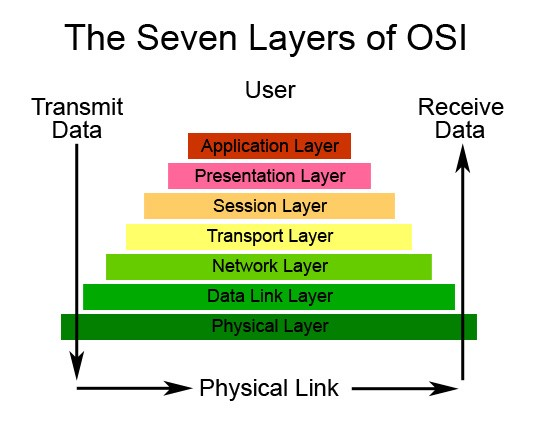 The Seven Layers of OSI
User
Transmit
Data
Receive
Data
Application Layer
Presentation Layer
Session Layer
Transport Layer
Network Layer
Data Link Layer
Physical Layer
Physical Link